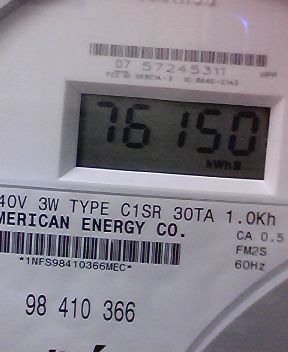 07 57245311
76150
kWh
40V 3W TYPE C1SR 30TA 1.0Kh
MERICAN ENERGY CO.
CA 0.5
FM2S
*1NFS98410366MEC*
60Hz
98 410 366